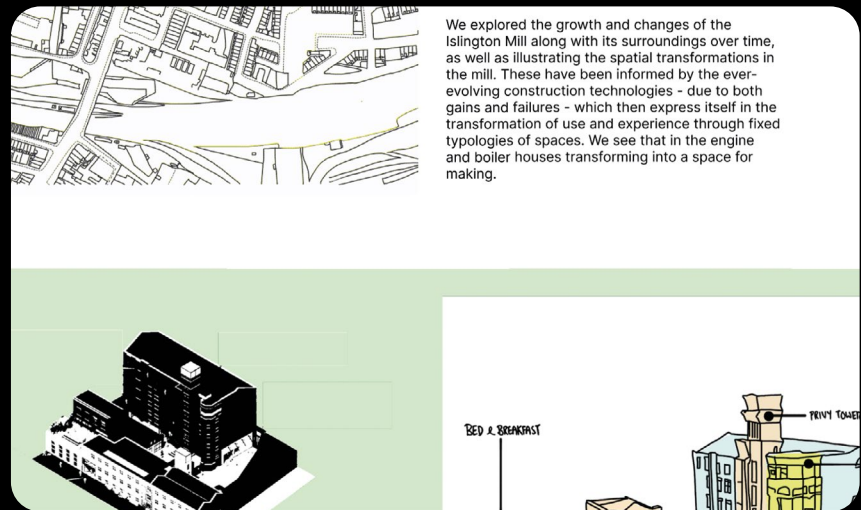 We explored the growth and changes of the
Islington Mill along with its surroundings over time,
as well as illustrating the spatial transformations in
the mill. These have been informed by the ever-
evolving construction technologies - due to both
gains and failures - which then express itself in the
transformation of use and experience through fixed
typologies of spaces. We see that in the engine
and boiler houses transforming into a space for
making.
PRIVY TOWER
BED & BREAKFAST